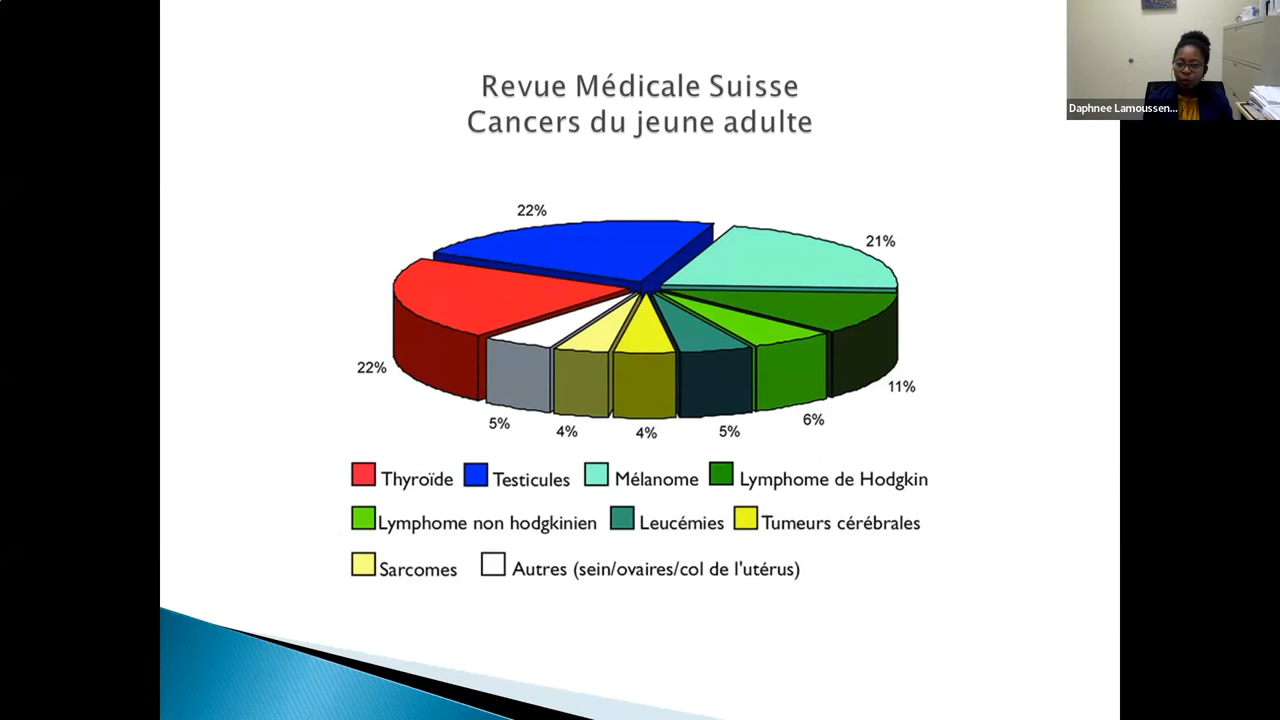 Revue Médicale Suisse
Cancers du jeune adulte
Daphnee Lamoussen...
22%
21%
22%
11%
5%
4%
4%
5%
6%
Thyroïde Testicules Mélanome Lymphome de Hodgkin
Lymphome non hodgkinien Leucémies Tumeurs cérébrales
Sarcomes Autres (sein/ovaires/col de l'utérus)